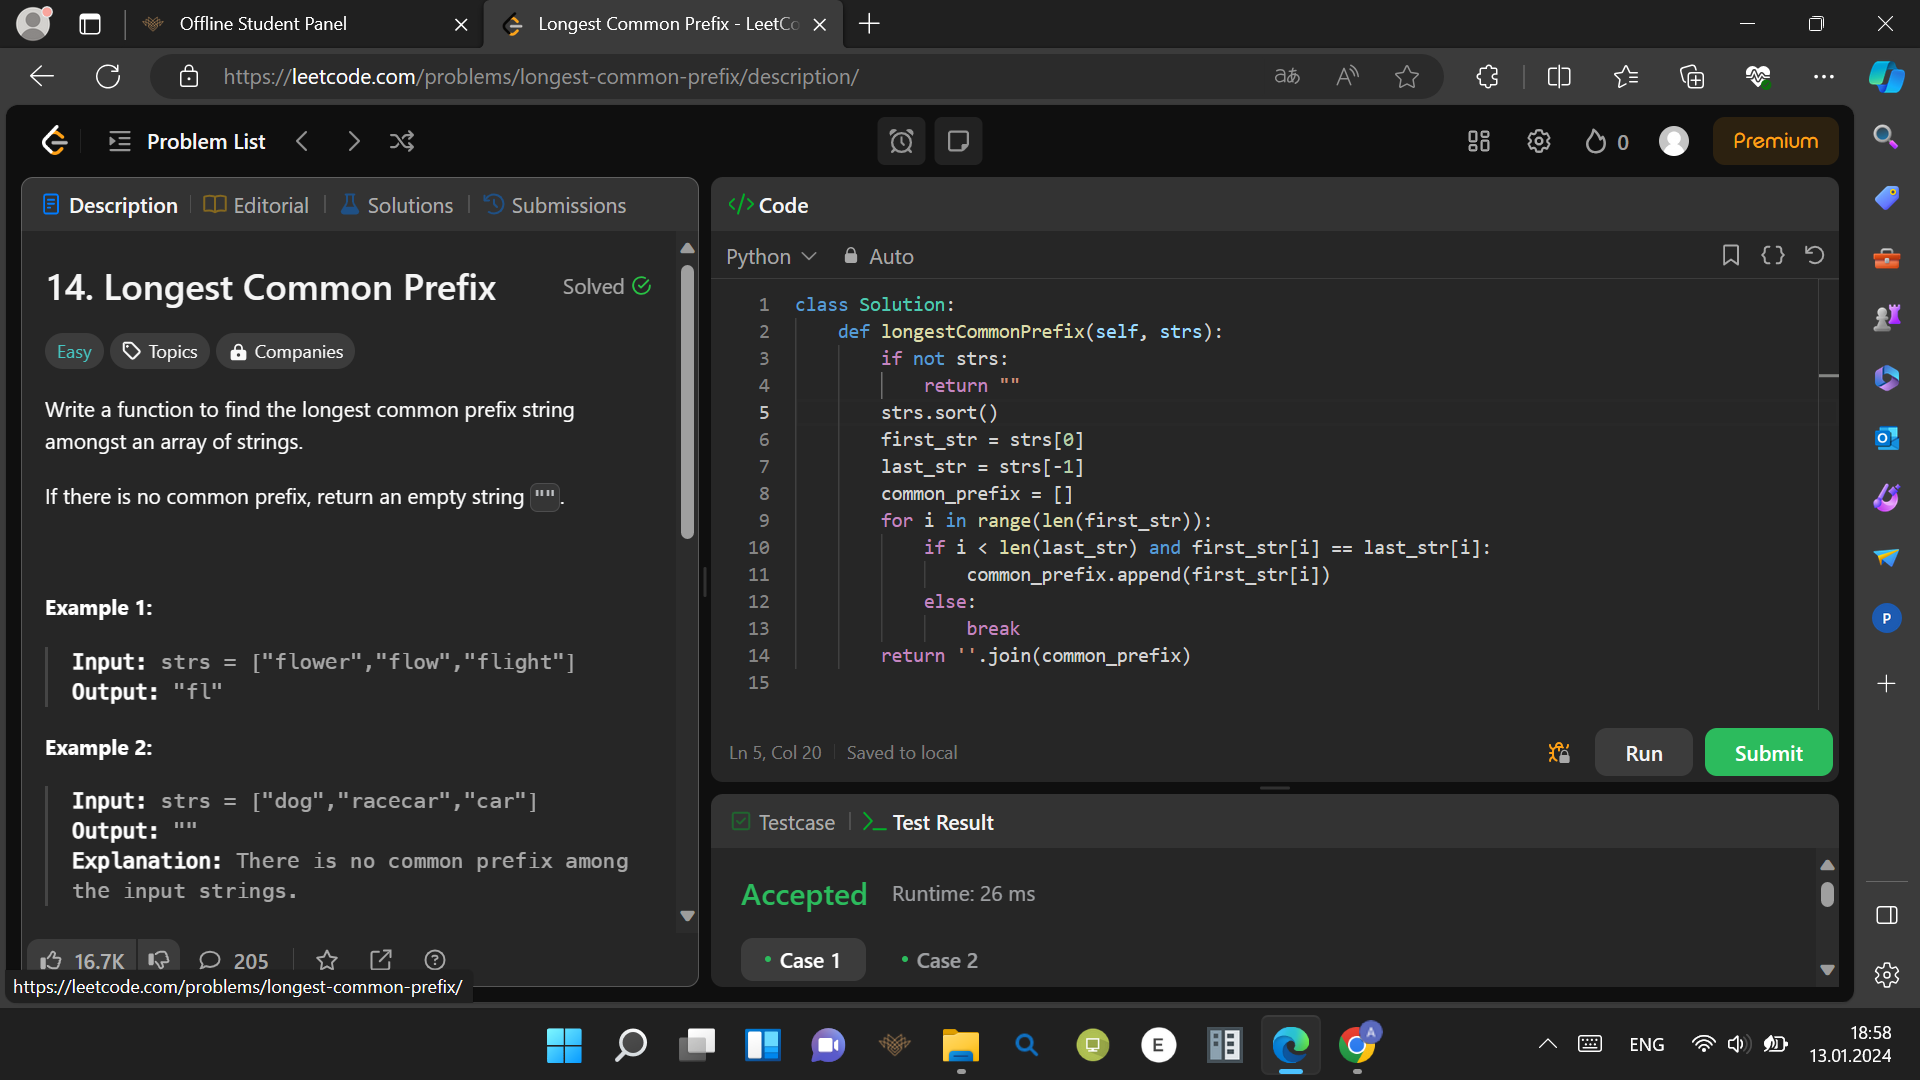 Offline Student Panel
Longest Common Prefix - LeetCo
https://leetcode.com/problems/longest-common-prefix/description/
Problem List
0
Premium
Description
Editorial
Solutions
Submissions
14. Longest Common Prefix
Solved
Easy
Topics
Companies
Write a function to find the longest common prefix string
amongst an array of strings.
If there is no common prefix, return an empty string "".
Example 1:
Input: strs = ["flower","flow","flight"]
Output: "fl"
Example 2:
Input: strs = ["dog","racecar","car"]
Output: ""
Explanation: There is no common prefix among
the input strings.
16.7K
205
https://leetcode.com/problems/longest-common-prefix/
</> Code
Python
Auto
1 class Solution:
2     def longestCommonPrefix(self, strs):
3         if not strs:
4             return ""
5         strs.sort()
6         first_str = strs[0]
7         last_str = strs[-1]
8         common_prefix = []
9         for i in range(len(first_str)):
10             if i < len(last_str) and first_str[i] == last_str[i]:
11                 common_prefix.append(first_str[i])
12             else:
13                 break
14         return ''.join(common_prefix)
15
Ln 5, Col 20
Saved to local
Run
Submit
Testcase
>_ Test Result
Accepted
Runtime: 26 ms
Case 1
Case 2
P
E
A
ENG
18:58
13.01.2024